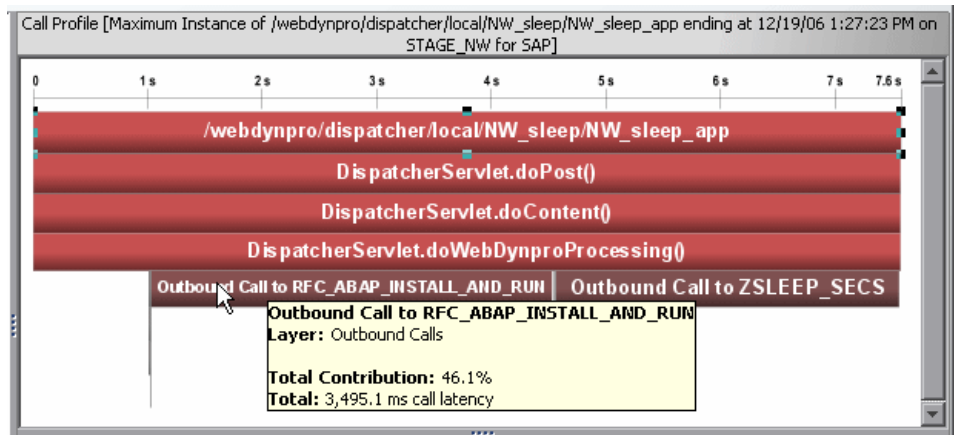 Call Profile [Maximum Instance of /webdynpro/dispatcher/local/NW_sleep/NW_sleep_app ending at 12/19/06 1:27:23 PM on
STAGE_NW for SAP]
0 1 s 2 s 3 s 4 s 5 s 6 s 7 s 7.6 s
/webdynpro/dispatcher/local/NW_sleep/NW_sleep_app
DispatcherServlet.doPost()
DispatcherServlet.doContent()
DispatcherServlet.doWebDynproProcessing()
Outbound Call to RFC_ABAP_INSTALL_AND_RUN Outbound Call to ZSLEEP_SECS
Outbound Call to RFC_ABAP_INSTALL_AND_RUN
Layer: Outbound Calls
Total Contribution: 46.1%
Total: 3,495.1 ms call latency